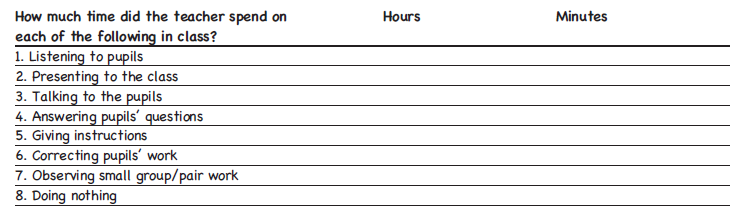 How much time did the teacher spend on Hours Minutes
each of the following in class?
1. Listening to pupils
2. Presenting to the class
3. Talking to the pupils
4. Answering pupils' questions
5. Giving instructions
6. Correcting pupils' work
7. Observing small group/pair work
8. Doing nothing